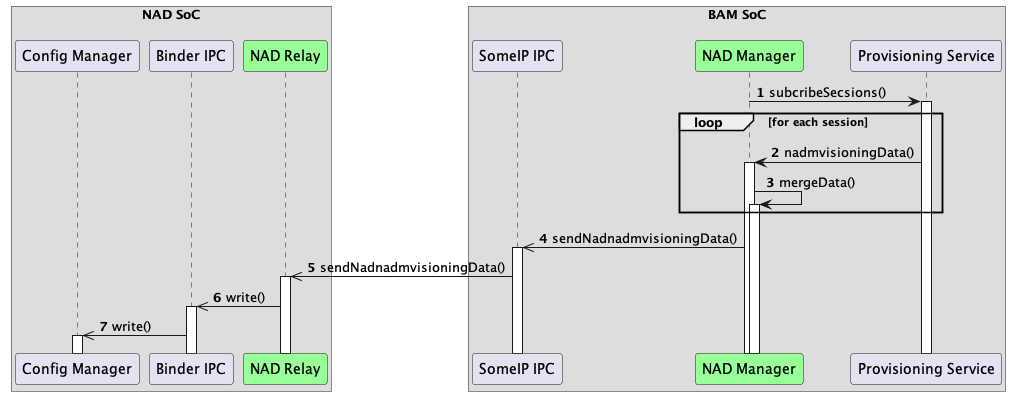 NAD SoC
BAM SoC
Config Manager
Binder IPC
NAD Relay
SomeIP IPC
NAD Manager
Provisioning Service
1 subcribeSecsions()
loop [for each session]
2 nadmvisioningData()
3 mergeData()
4 sendNadnadmvisioningData()
5 sendNadnadmvisioningData()
6 write()
7 write()
Config Manager
Binder IPC
NAD Relay
SomeIP IPC
NAD Manager
Provisioning Service